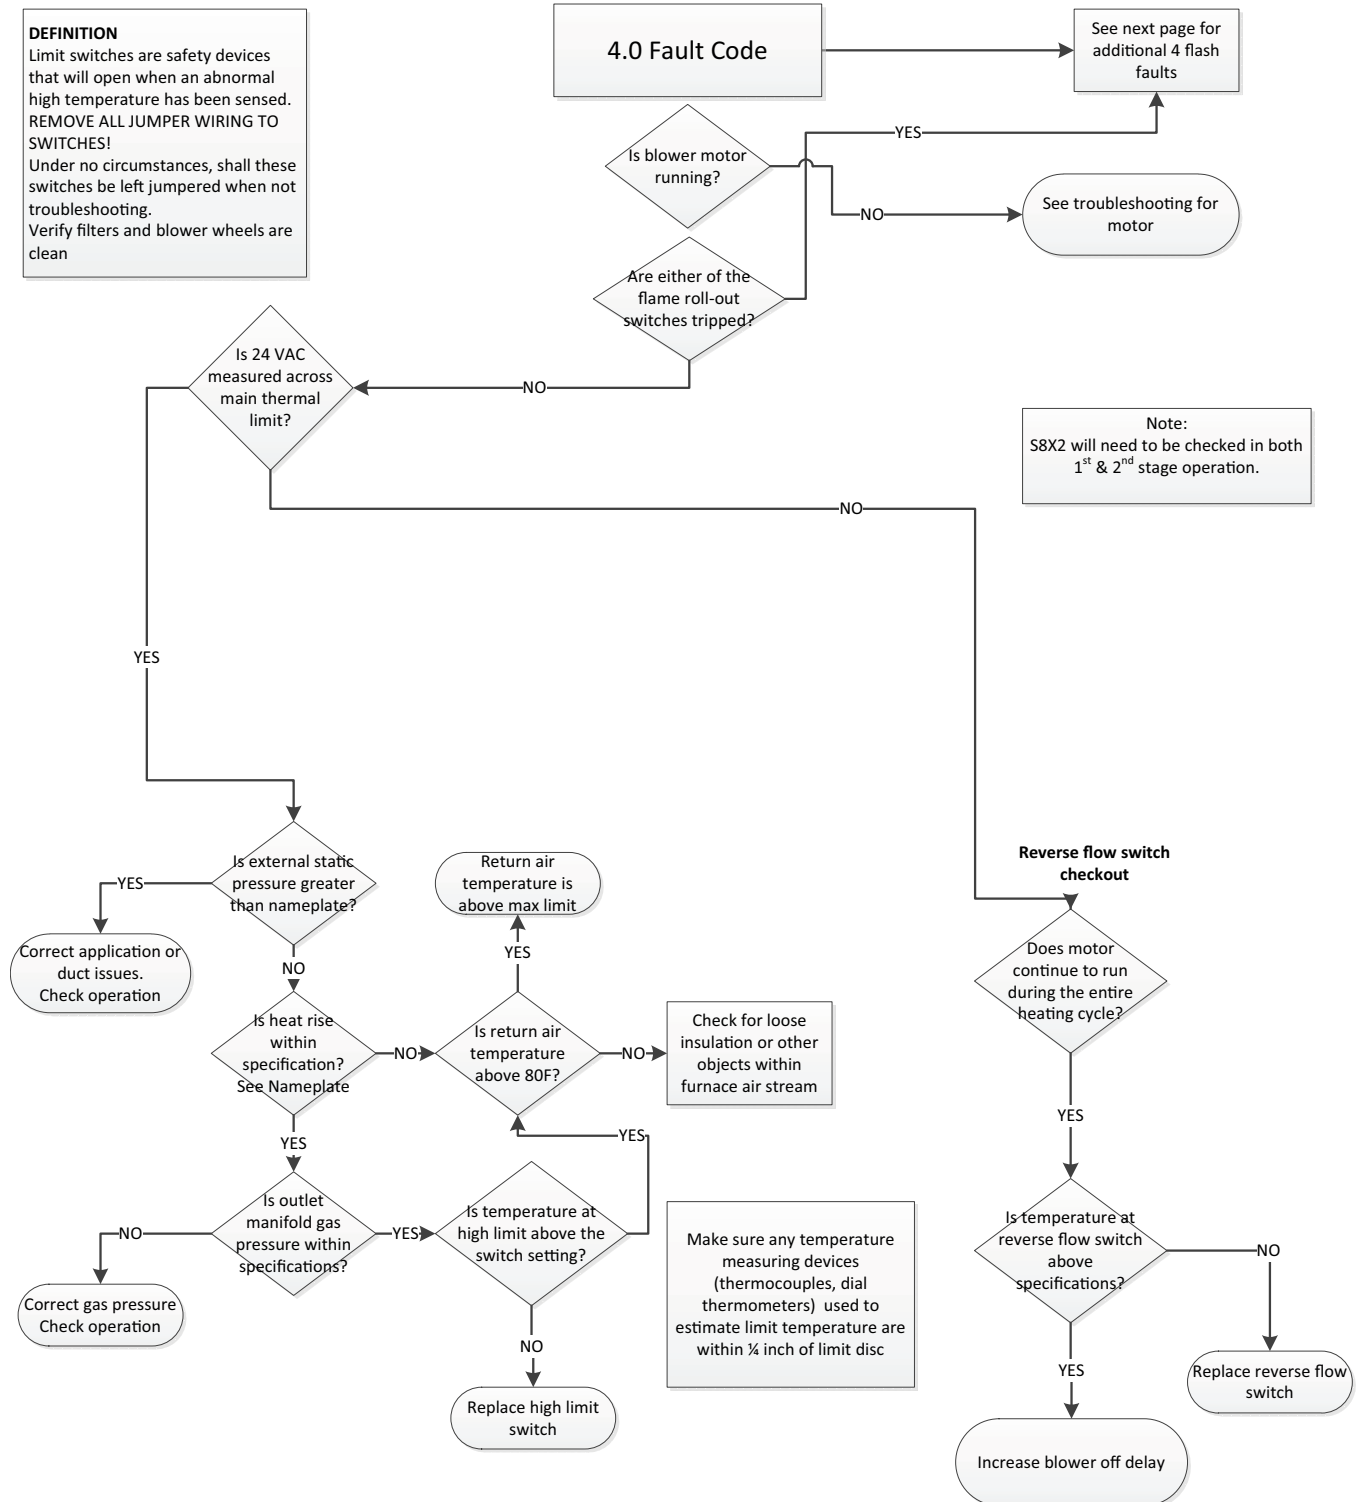 DEFINITION
Limit switches are safety devices
that will open when an abnormal
high temperature has been sensed.
REMOVE ALL JUMPER WIRING TO
SWITCHES!
Under no circumstances, shall these
switches be left jumpered when not
troubleshooting.
Verify filters and blower wheels are
clean
4.0 Fault Code
See next page for
additional 4 flash
faults
YES
Is blower motor
running?
NO
See troubleshooting for
motor
Are either of the
flame roll-out
switches tripped?
NO
Is 24 VAC
measured across
main thermal
limit?
Note:
S8X2 will need to be checked in both
1st & 2nd stage operation.
NO
YES
Is external static
pressure greater
than nameplate?
YES
Correct application or
duct issues.
Check operation
NO
Return air
temperature is
above max limit
YES
Is heat rise
within
specification?
See Nameplate
NO
Is return air
temperature
above 80F?
NO
Check for loose
insulation or other
objects within
furnace air stream
YES
YES
Is outlet
manifold gas
pressure within
specifications?
NO
Correct gas pressure
Check operation
YES
Is temperature at
high limit above the
switch setting?
NO
Replace high limit
switch
Make sure any temperature
measuring devices
(thermocouples, dial
thermometers) used to
estimate limit temperature are
within ¼ inch of limit disc
Reverse flow switch
checkout
Does motor
continue to run
during the entire
heating cycle?
YES
Is temperature at
reverse flow switch
above
specifications?
NO
Replace reverse flow
switch
YES
Increase blower off delay